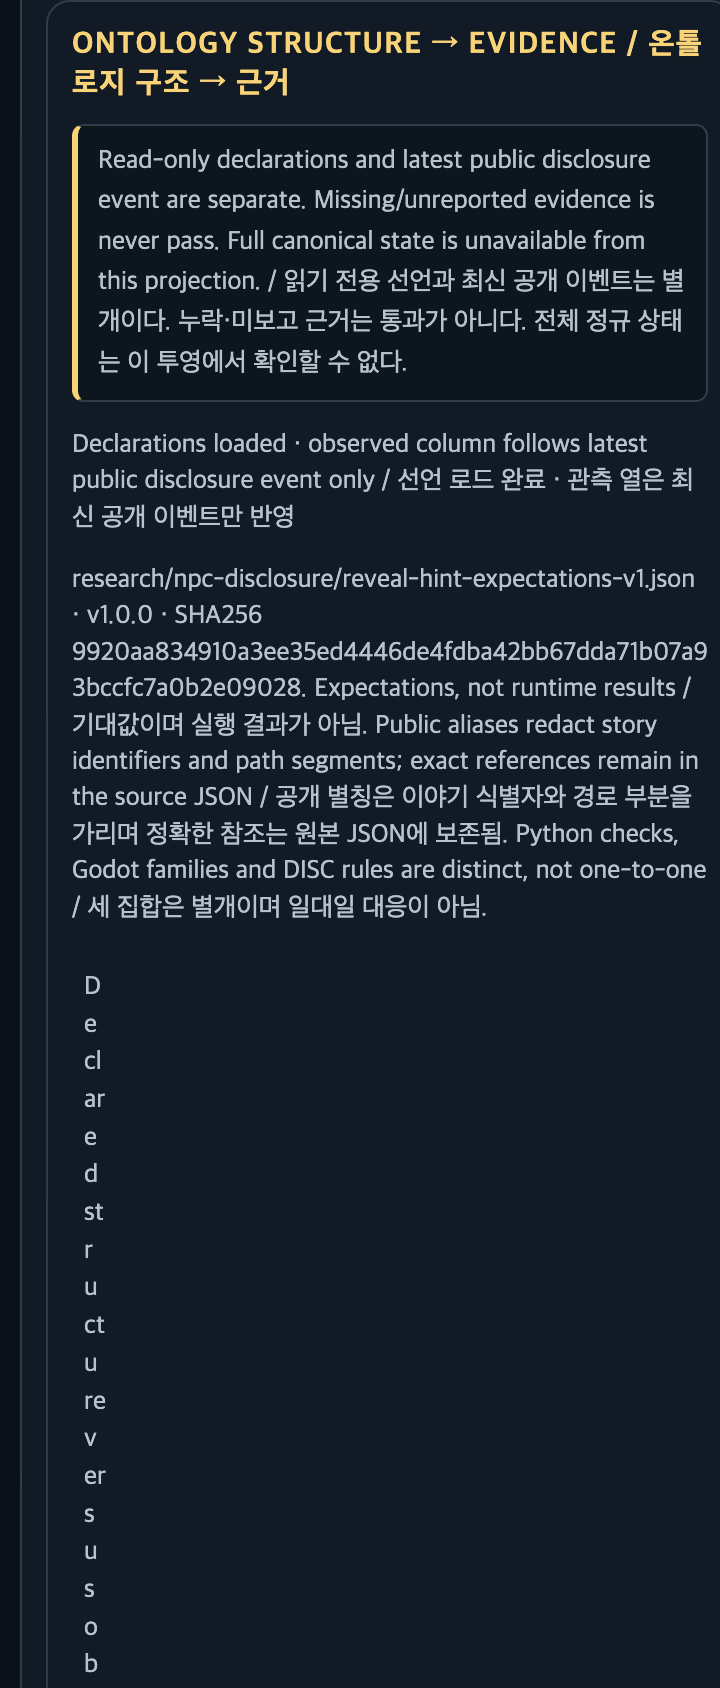 ONTOLOGY STRUCTURE → EVIDENCE / 온톨
로지 구조 → 근거
Read-only declarations and latest public disclosure
event are separate. Missing/unreported evidence is
never pass. Full canonical state is unavailable from
this projection. / 읽기 전용 선언과 최신 공개 이벤트는 별
개이다. 누락·미보고 근거는 통과가 아니다. 전체 정규 상태
는 이 투영에서 확인할 수 없다.
Declarations loaded · observed column follows latest
public disclosure event only / 선언 로드 완료 · 관측 열은 최
신 공개 이벤트만 반영
research/npc-disclosure/reveal-hint-expectations-v1.json
· v1.0.0 · SHA256
9920aa834910a3ee35ed4446de4fdba42bb67dda71b07a9
3bccfc7a0b2e09028. Expectations, not runtime results /
기대값이며 실행 결과가 아님. Public aliases redact story
identifiers and path segments; exact references remain in
the source JSON / 공개 별칭은 이야기 식별자와 경로 부분을
가리며 정확한 참조는 원본 JSON에 보존됨. Python checks,
Godot families and DISC rules are distinct, not one-to-one
/ 세 집합은 별개이며 일대일 대응이 아님.
D
e
cl
ar
e
d
st
r
u
ct
u
re
v
er
s
u
s
o
b